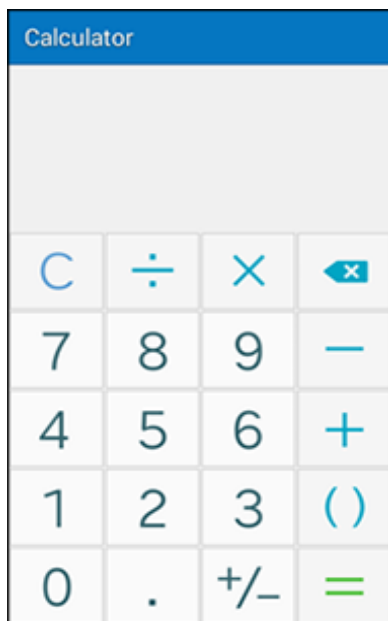 Calculator
C ÷ ×
7 8 9 −
4 5 6 +
1 2 3 ( )
0 . +/− =